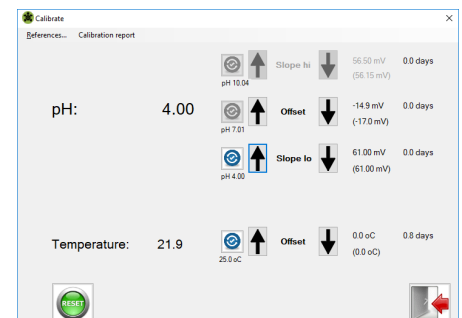 Calibrate
References... Calibration report
Slope hi 56.50 mV 0.0 days
(56.15 mV)
pH 10.04
pH: 4.00 Offset -14.9 mV 0.0 days
(-17.0 mV)
pH 7.01
Slope lo 61.00 mV 0.0 days
(61.00 mV)
pH 4.00
Temperature: 21.9 Offset 0.0 oC 0.8 days
(0.0 oC)
25.0 oC
RESET